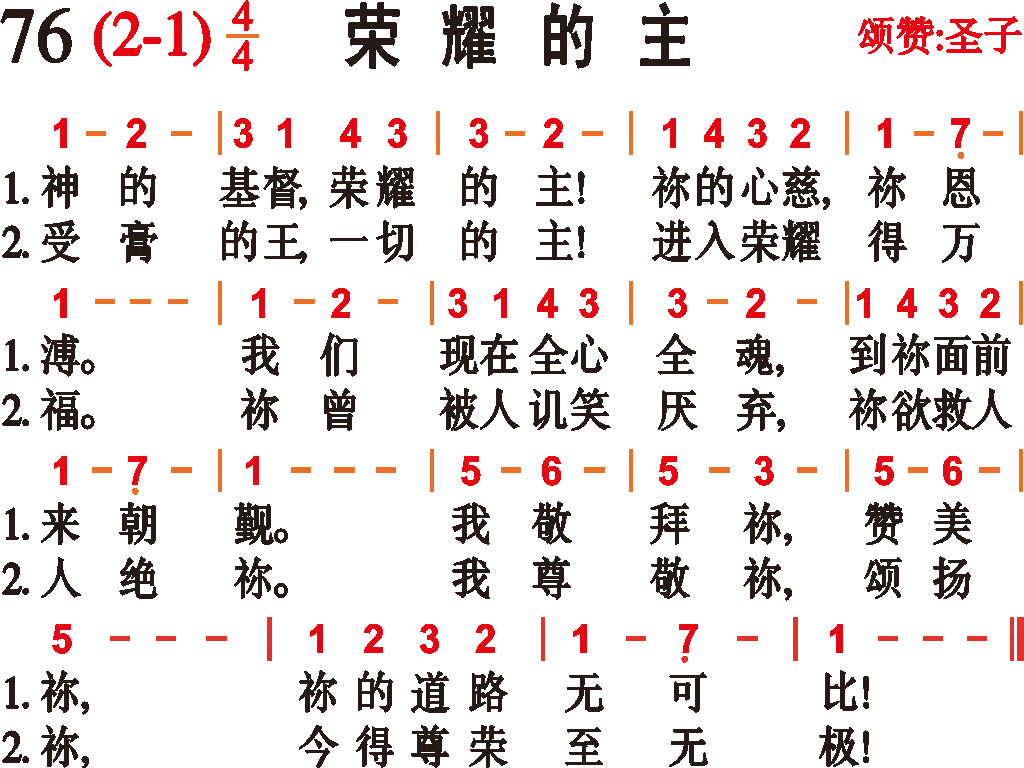 76 (2-1) 4/4 荣耀的主 颂赞:圣子
1 - 2 - | 3 1 4 3 | 3 - 2 - | 1 4 3 2 | 1 - 7̣ - |
1. 神的基督, 荣耀的主! 祢的心慈, 祢恩
2. 受膏的王, 一切的主! 进入荣耀得万
1 - - - | 1 - 2 - | 3 1 4 3 | 3 - 2 - | 1 4 3 2 |
1. 溥。 我们现在全心全魂, 到祢面前
2. 福。 祢曾被人讥笑厌弃, 祢欲救人
1 - 7̣ - | 1 - - - | 5 - 6 - | 5 - 3 - | 5 - 6 - |
1. 来朝觐。 我敬拜祢, 赞美
2. 人绝祢。 我尊敬祢, 颂扬
5 - - - | 1 2 3 2 | 1 - 7̣ - | 1 - - - ‖
1. 祢, 祢的道路无可比!
2. 祢, 今得尊荣至无极!